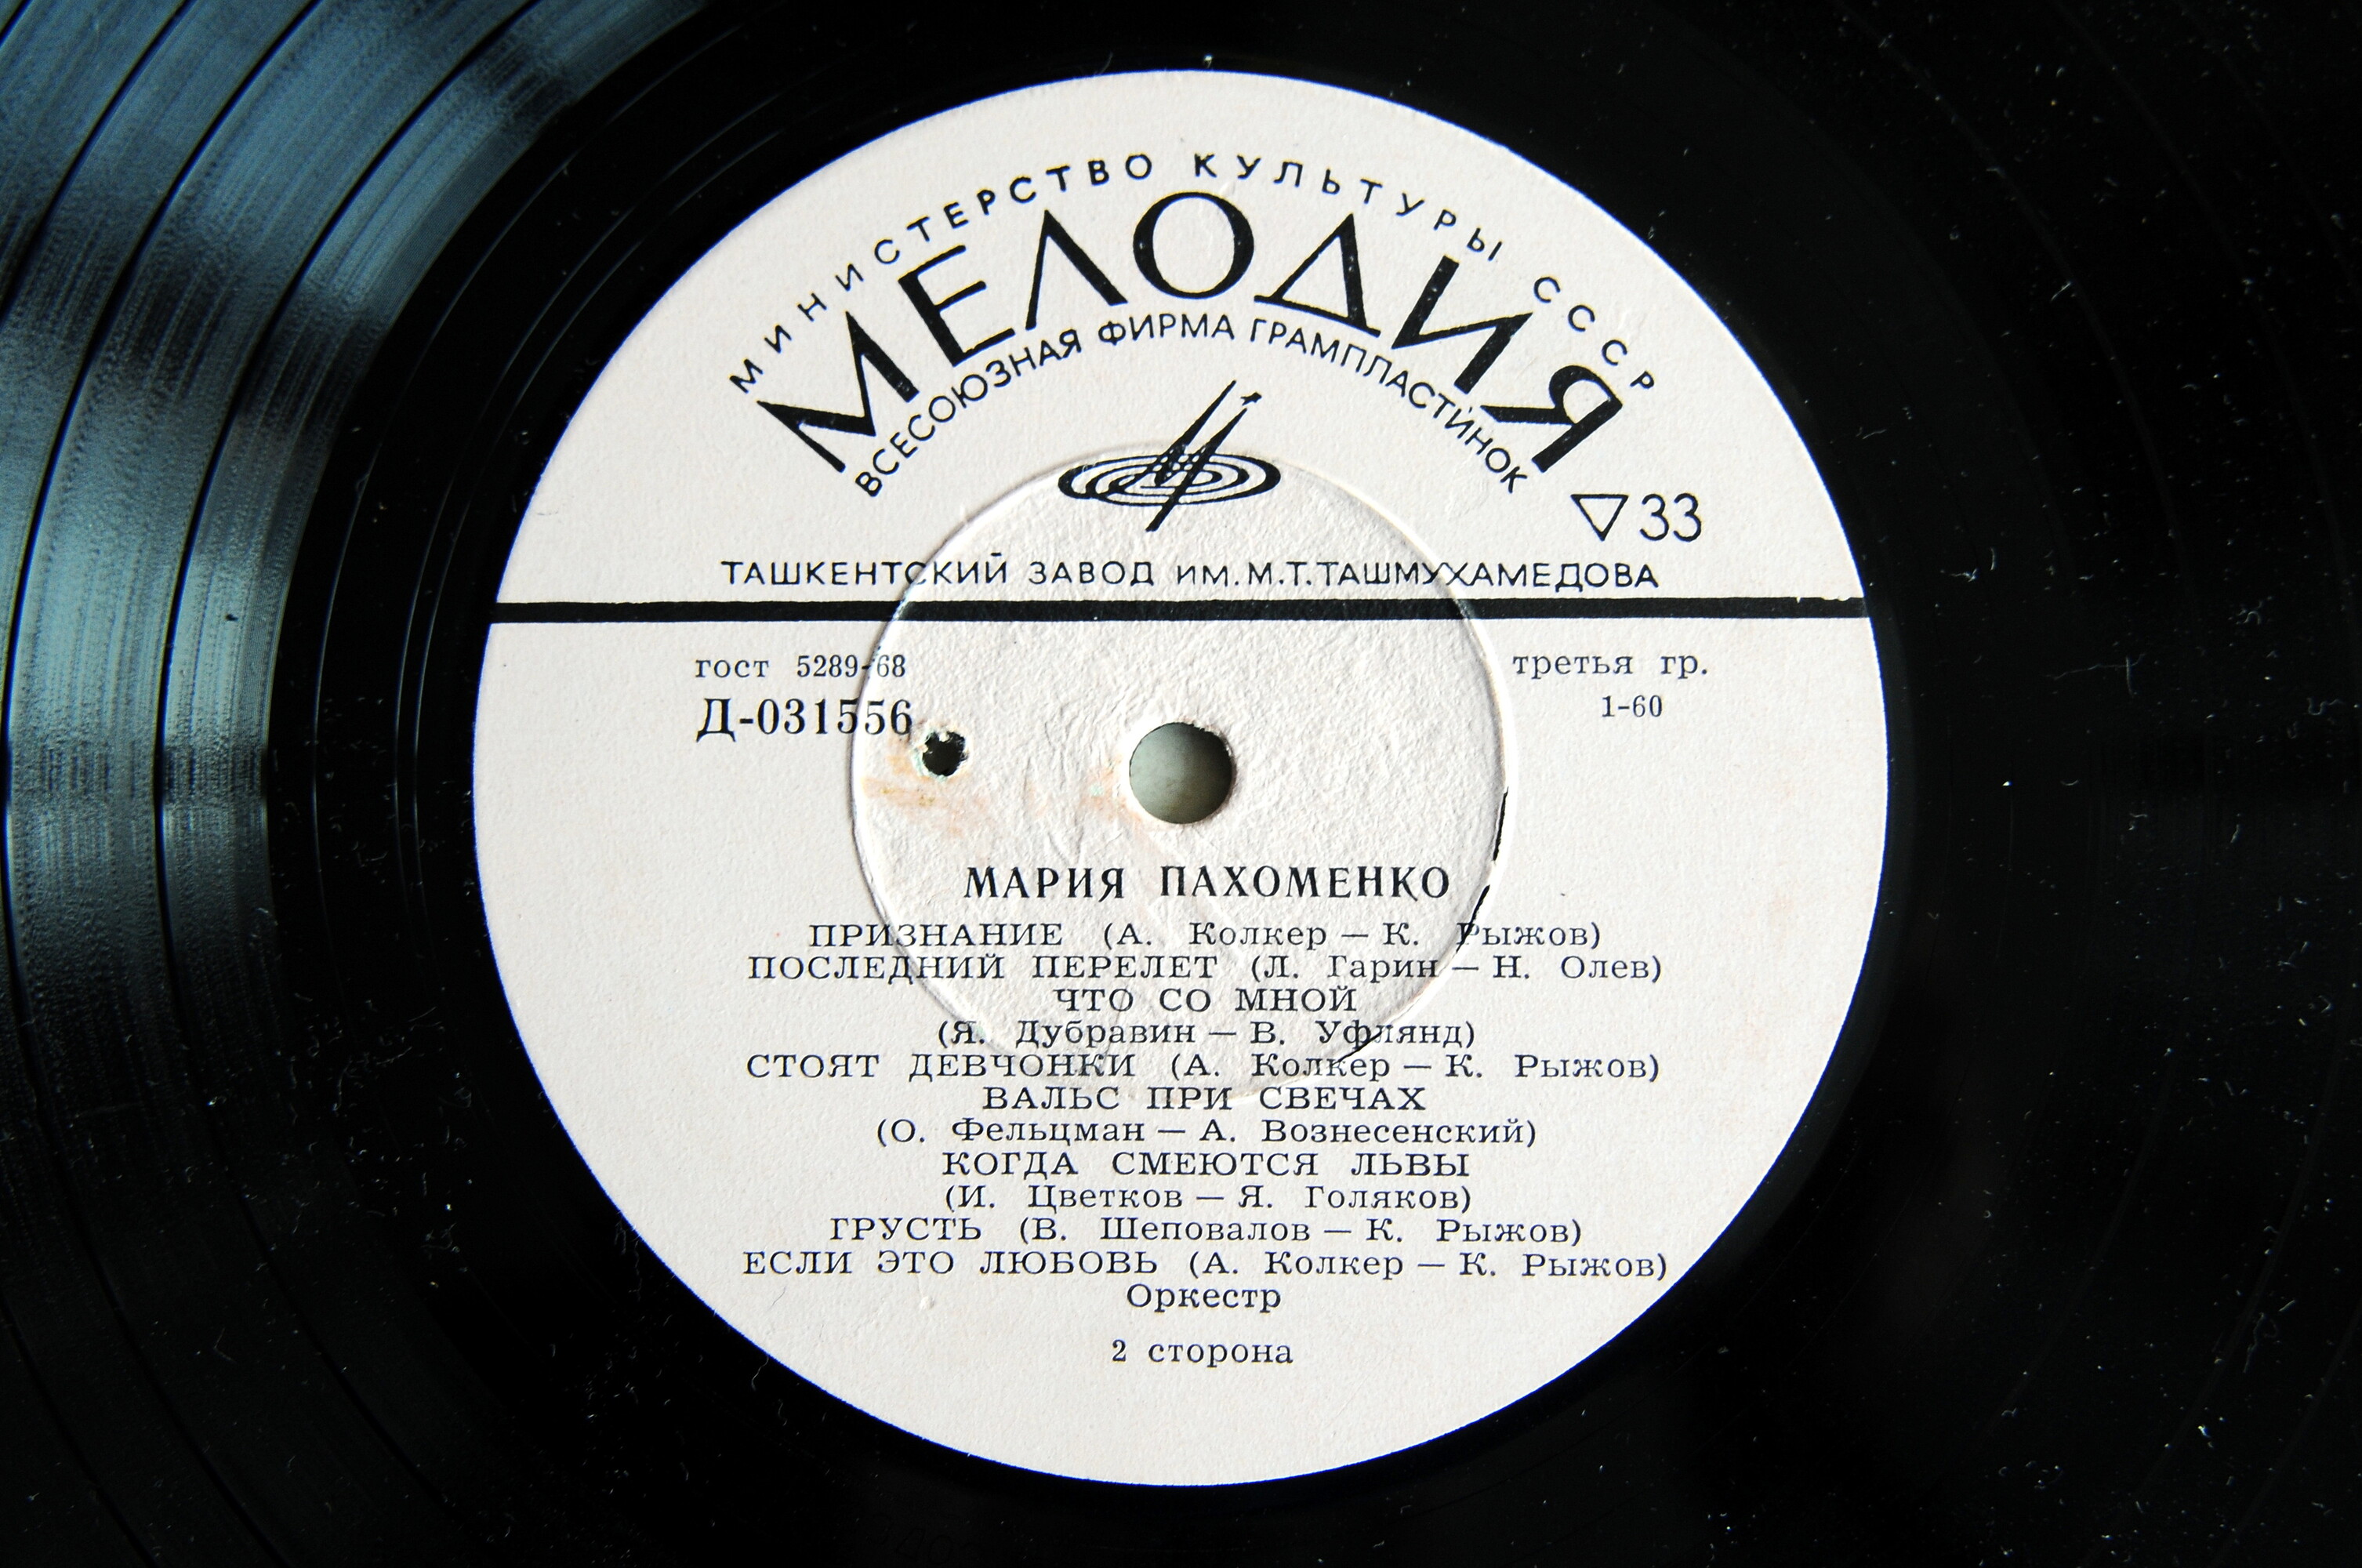 МИНИСТЕРСТВО КУЛЬТУРЫ СССР
МЕЛОДИЯ
ВСЕСОЮЗНАЯ ФИРМА ГРАМПЛАСТИНОК
▽33
ТАШКЕНТСКИЙ ЗАВОД ИМ.М.Т.ТАШМУХАМЕДОВА
гост 5289-68
третья гр.
Д-031556
1-60
МАРИЯ ПАХОМЕНКО
ПРИЗНАНИЕ (А. Колкер — К. Рыжов)
ПОСЛЕДНИЙ ПЕРЕЛЕТ (Л. Гарин — Н. Олев)
ЧТО СО МНОЙ
(Я. Дубравин — В. Уфлянд)
СТОЯТ ДЕВЧОНКИ (А. Колкер — К. Рыжов)
ВАЛЬС ПРИ СВЕЧАХ
(О. Фельцман — А. Вознесенский)
КОГДА СМЕЮТСЯ ЛЬВЫ
(И. Цветков — Я. Голяков)
ГРУСТЬ (В. Шеповалов — К. Рыжов)
ЕСЛИ ЭТО ЛЮБОВЬ (А. Колкер — К. Рыжов)
Оркестр
2 сторона